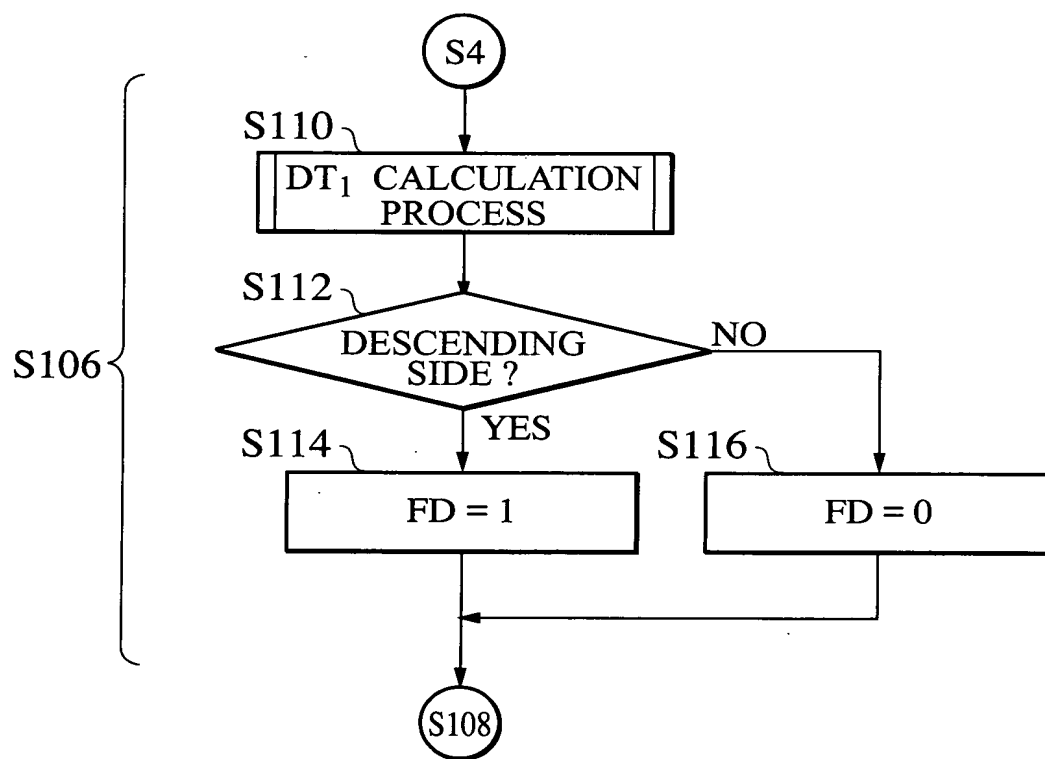 S4
S110
DT₁ CALCULATION
PROCESS
S112
DESCENDING
SIDE ?
NO
S106
YES
S114
S116
FD = 1
FD = 0
S108